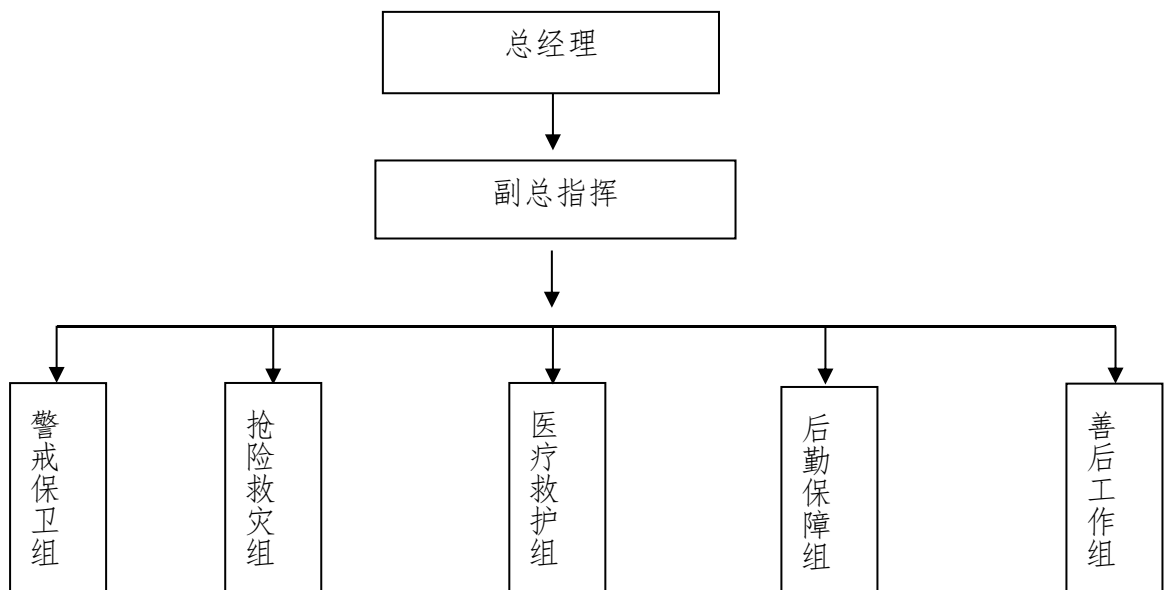 总经理
副总指挥
警戒保卫组
抢险救灾组
医疗救护组
后勤保障组
善后工作组